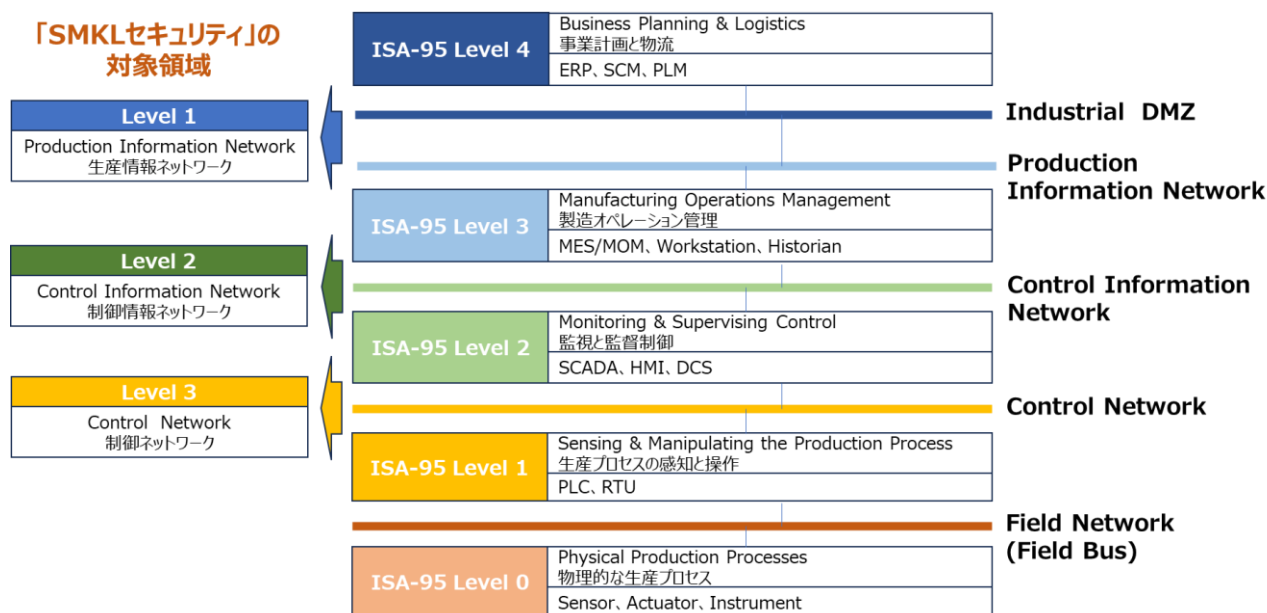 「SMKLセキュリティ」の
対象領域
Level 1
Production Information Network
生産情報ネットワーク
Level 2
Control Information Network
制御情報ネットワーク
Level 3
Control Network
制御ネットワーク
ISA-95 Level 4
Business Planning & Logistics
事業計画と物流
ERP、SCM、PLM
Industrial DMZ
Production
Information Network
ISA-95 Level 3
Manufacturing Operations Management
製造オペレーション管理
MES/MOM、Workstation、Historian
Control Information
Network
ISA-95 Level 2
Monitoring & Supervising Control
監視と監督制御
SCADA、HMI、DCS
Control Network
ISA-95 Level 1
Sensing & Manipulating the Production Process
生産プロセスの感知と操作
PLC、RTU
Field Network
(Field Bus)
ISA-95 Level 0
Physical Production Processes
物理的な生産プロセス
Sensor、Actuator、Instrument